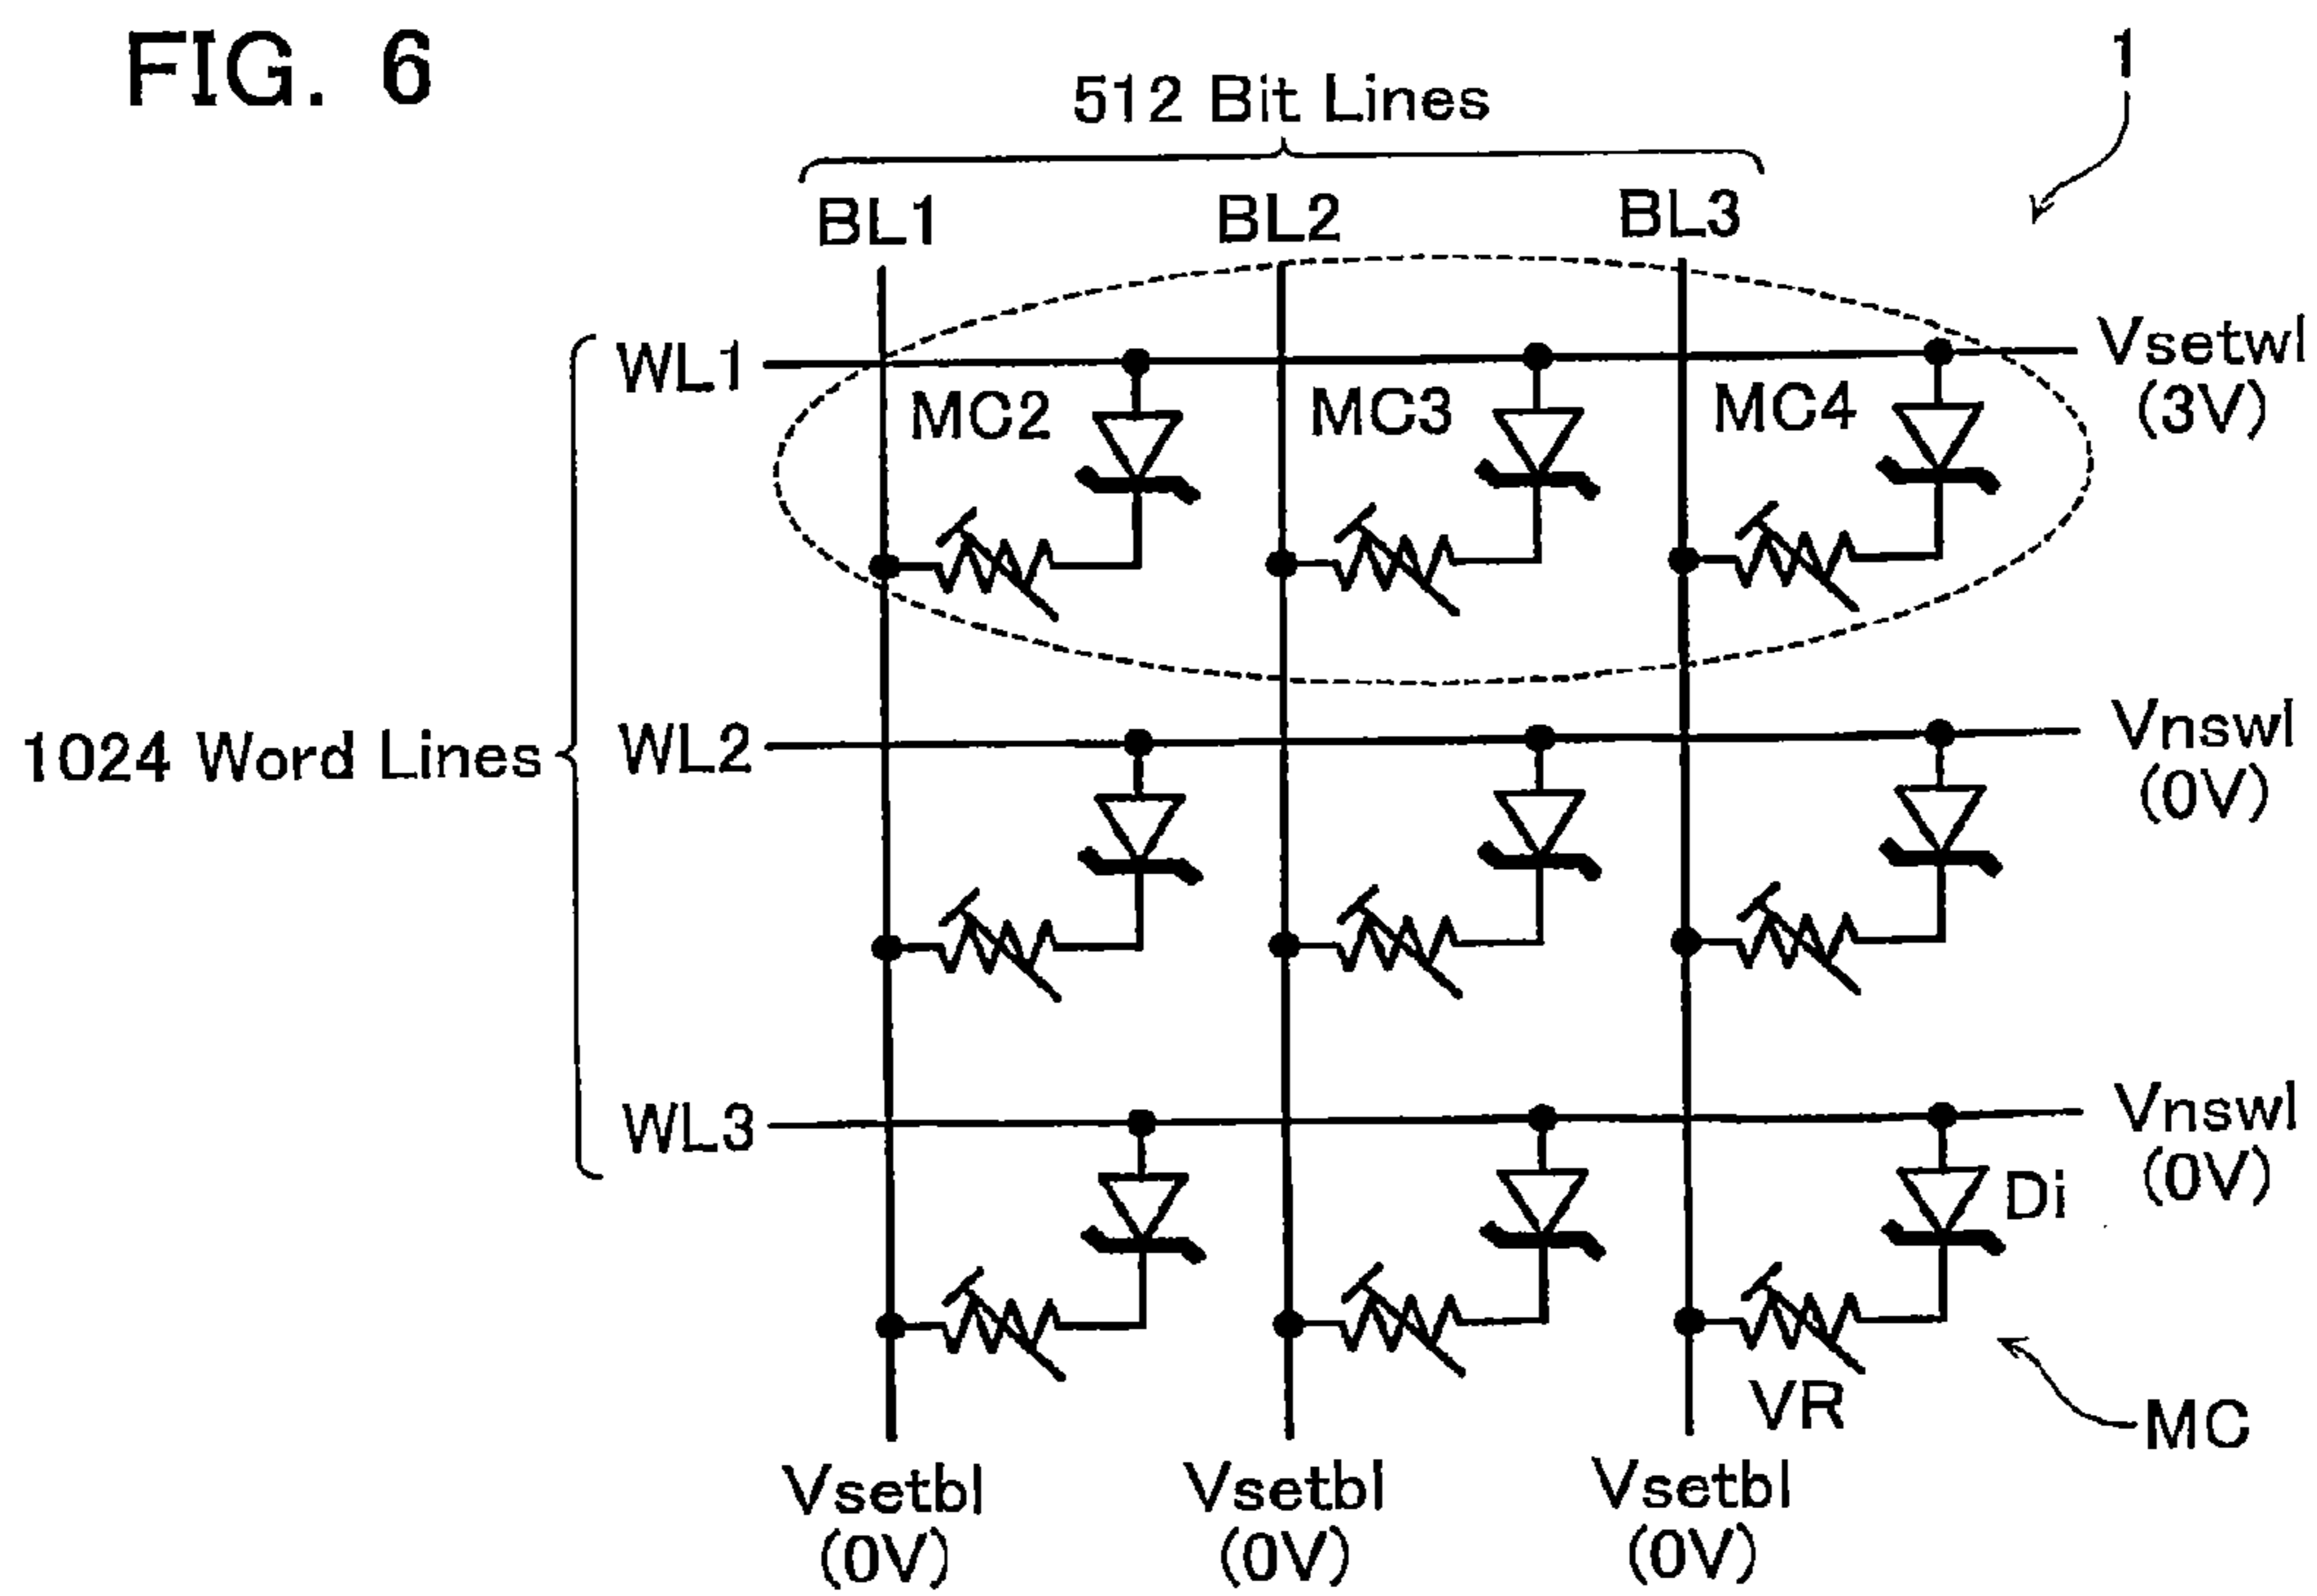 FIG. 6
1
512 Bit Lines
BL1 BL2 BL3
WL1 Vsetwl
(3V)
MC2 MC3 MC4
1024 Word Lines
WL2 Vnswl
(0V)
WL3 Vnswl
(0V)
Di
VR
MC
Vsetbl Vsetbl Vsetbl
(0V) (0V) (0V)